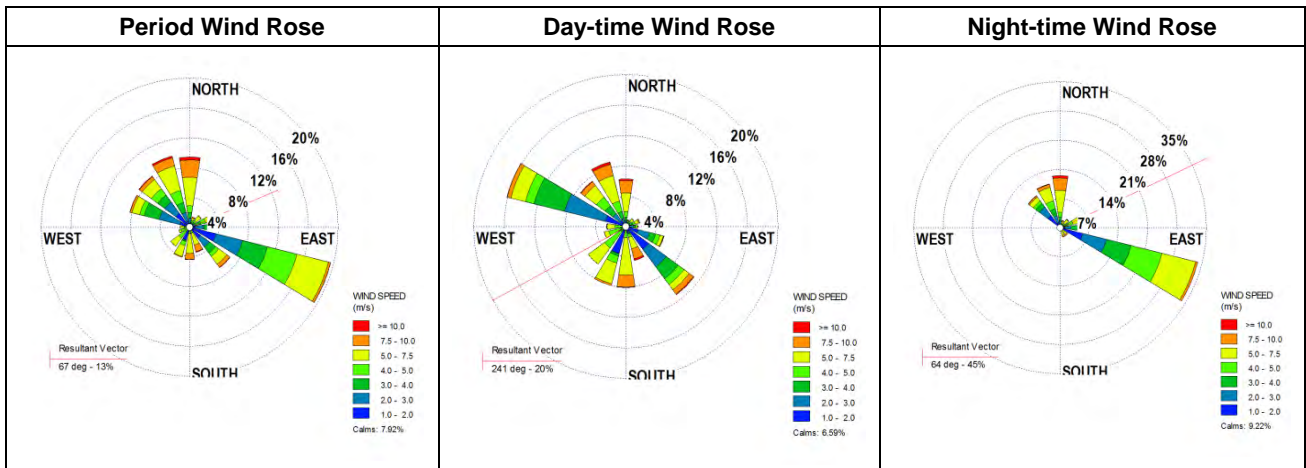 Period Wind Rose
Day-time Wind Rose
Night-time Wind Rose
NORTH
20%
16%
12%
8%
4%
WEST
EAST
SOUTH
WIND SPEED
(m/s)
>= 10.0
7.5 - 10.0
5.0 - 7.5
4.0 - 5.0
3.0 - 4.0
2.0 - 3.0
1.0 - 2.0
Calms: 7.92%
Resultant Vector
67 deg - 13%
NORTH
20%
16%
12%
8%
4%
WEST
EAST
SOUTH
WIND SPEED
(m/s)
>= 10.0
7.5 - 10.0
5.0 - 7.5
4.0 - 5.0
3.0 - 4.0
2.0 - 3.0
1.0 - 2.0
Calms: 6.59%
Resultant Vector
241 deg - 20%
NORTH
35%
28%
21%
14%
7%
WEST
EAST
SOUTH
WIND SPEED
(m/s)
>= 10.0
7.5 - 10.0
5.0 - 7.5
4.0 - 5.0
3.0 - 4.0
2.0 - 3.0
1.0 - 2.0
Calms: 9.22%
Resultant Vector
64 deg - 45%